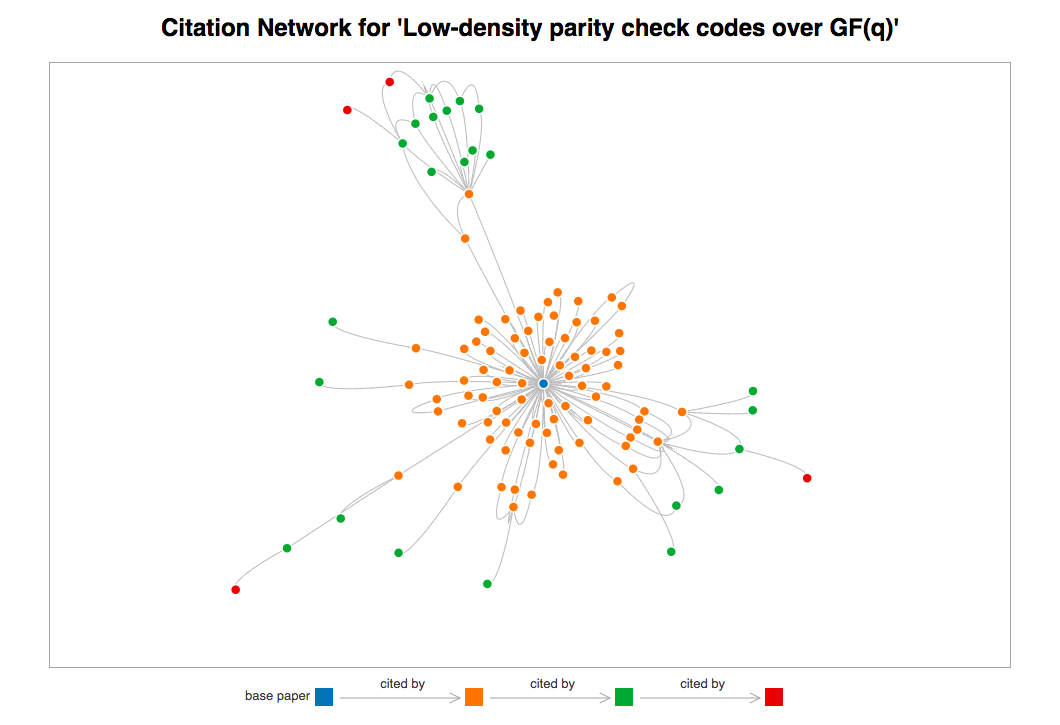 Citation Network for 'Low-density parity check codes over GF(q)'
cited by cited by cited by
base paper